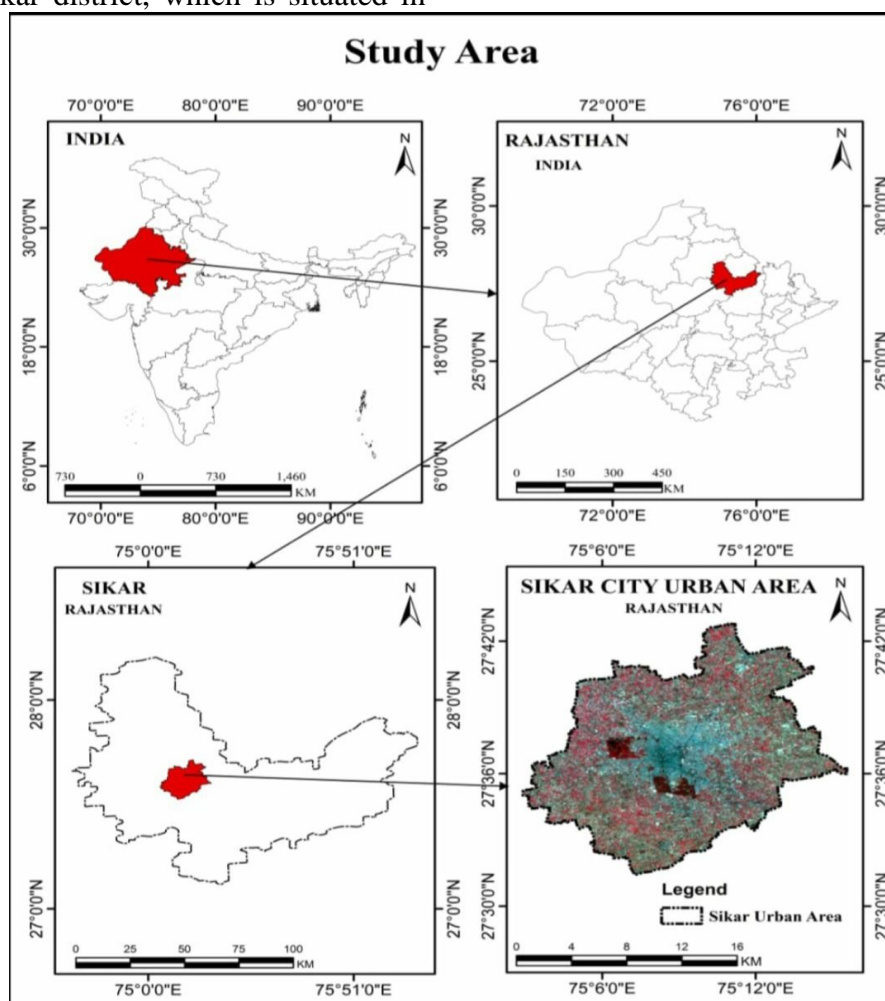 kar district, which is situated in
Study Area
70°0'0"E 80°0'0"E 90°0'0"E
INDIA
N
30°0'0"N
18°0'0"N
6°0'0"N
30°0'0"N
18°0'0"N
6°0'0"N
730 0 730 1,460
KM
70°0'0"E 80°0'0"E 90°0'0"E
72°0'0"E 76°0'0"E
RAJASTHAN
INDIA
N
30°0'0"N
25°0'0"N
30°0'0"N
25°0'0"N
0 150 300 450
KM
72°0'0"E 76°0'0"E
75°0'0"E 75°51'0"E
SIKAR
RAJASTHAN
N
28°0'0"N
27°0'0"N
28°0'0"N
27°0'0"N
0 25 50 75 100
KM
75°0'0"E 75°51'0"E
75°6'0"E 75°12'0"E
SIKAR CITY URBAN AREA
RAJASTHAN
N
27°42'0"N
27°36'0"N
27°30'0"N
27°42'0"N
27°36'0"N
27°30'0"N
Legend
Sikar Urban Area
0 4 8 12 16
KM
75°6'0"E 75°12'0"E